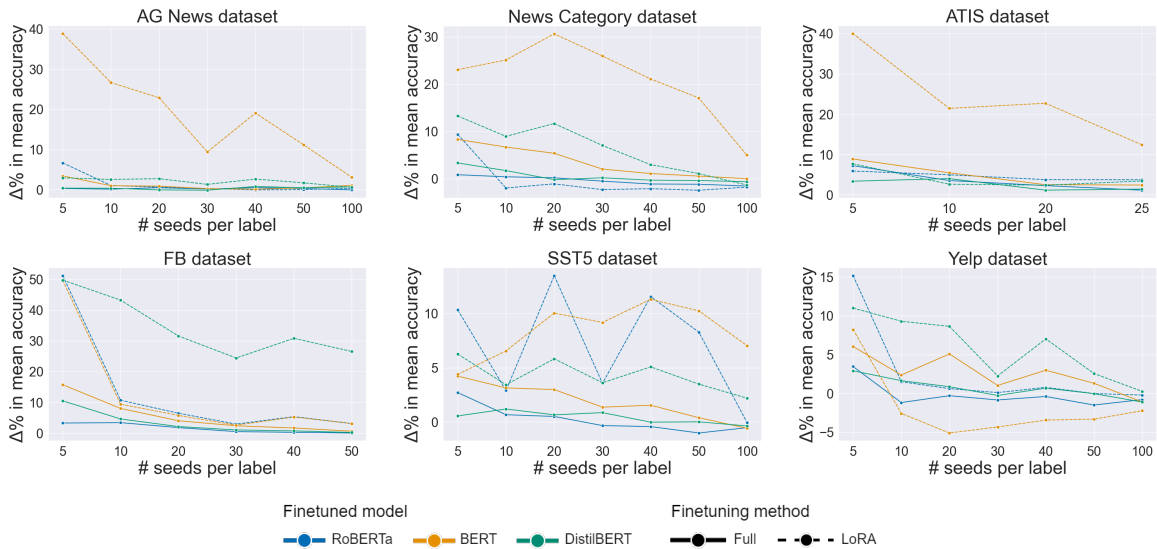 AG News dataset
Δ% in mean accuracy
40
30
20
10
0
5 10 20 30 40 50 100
# seeds per label
News Category dataset
Δ% in mean accuracy
30
20
10
0
5 10 20 30 40 50 100
# seeds per label
ATIS dataset
Δ% in mean accuracy
40
30
20
10
0
5 10 20 25
# seeds per label
FB dataset
Δ% in mean accuracy
50
40
30
20
10
0
5 10 20 30 40 50
# seeds per label
SST5 dataset
Δ% in mean accuracy
10
5
0
5 10 20 30 40 50 100
# seeds per label
Yelp dataset
Δ% in mean accuracy
15
10
5
0
−5
5 10 20 30 40 50 100
# seeds per label
Finetuned model
RoBERTa BERT DistilBERT
Finetuning method
Full LoRA